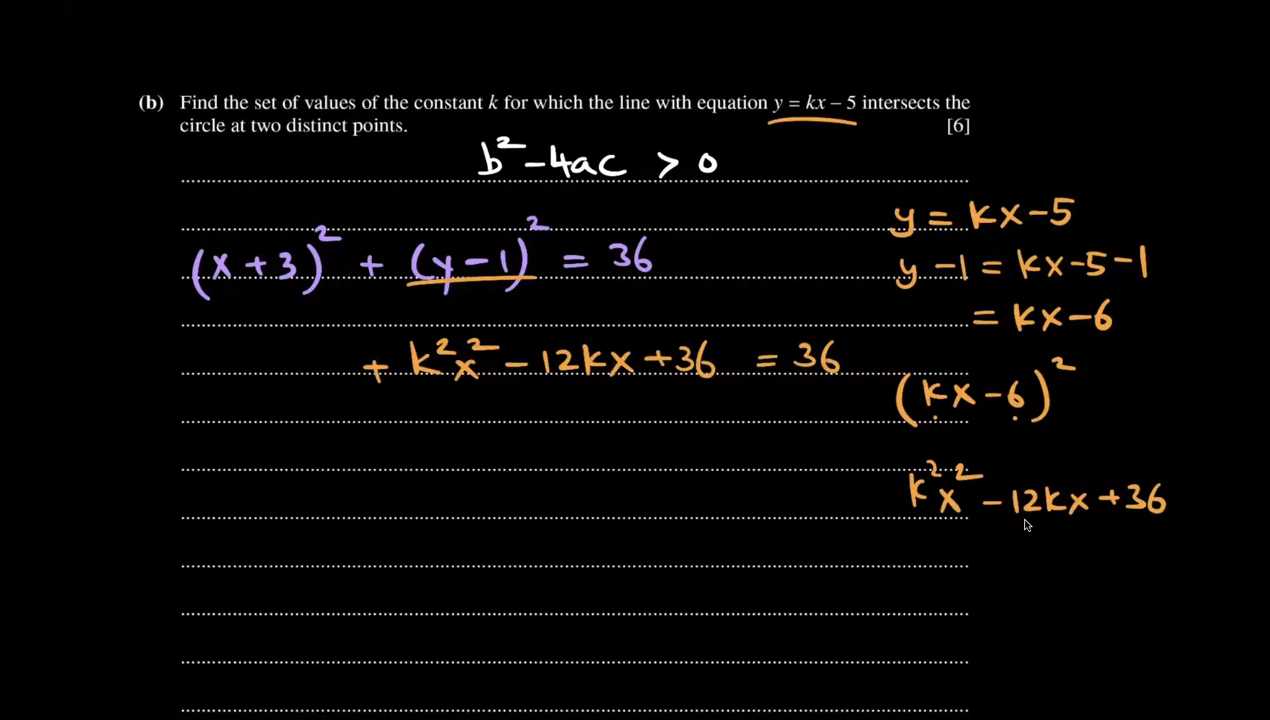 (b) Find the set of values of the constant k for which the line with equation y = kx – 5 intersects the
circle at two distinct points. [6]
b² – 4ac > 0
y = kx – 5
(x + 3)² + (y – 1)² = 36
y – 1 = kx – 5 – 1
= kx – 6
+ k²x² – 12kx + 36 = 36
(kx – 6)²
k²x² – 12kx + 36